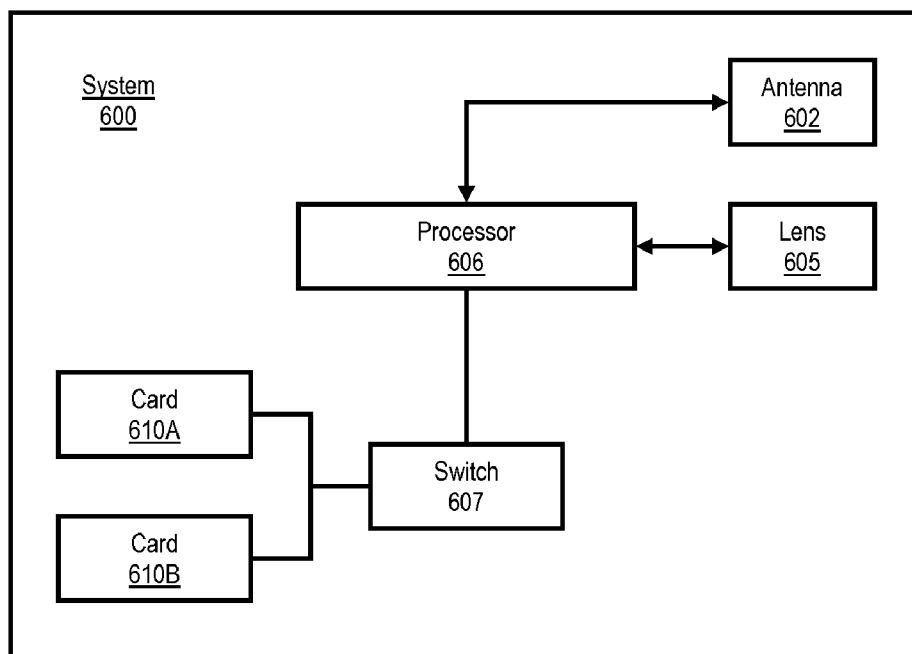 System
600
Antenna
602
Processor
606
Lens
605
Card
610A
Switch
607
Card
610B